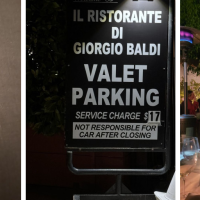 IL RISTORANTE
DI
GIORGIO BALDI
VALET
PARKING
SERVICE CHARGE $17
NOT RESPONSIBLE FOR
CAR AFTER CLOSING